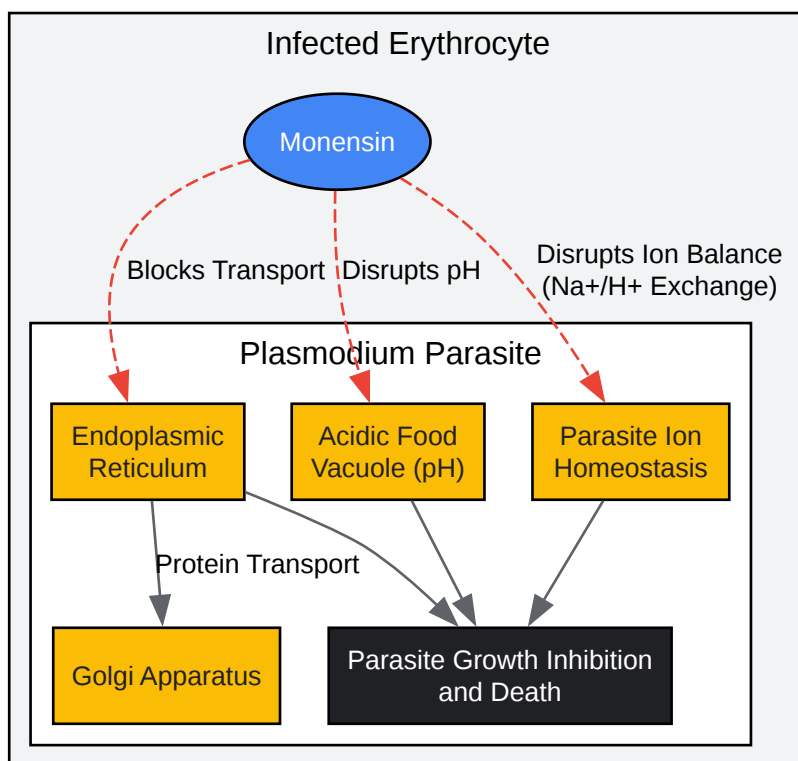 Infected Erythrocyte
Monensin
Blocks Transport
Disrupts pH
Disrupts Ion Balance
(Na+/H+ Exchange)
Plasmodium Parasite
Endoplasmic
Reticulum
Acidic Food
Vacuole (pH)
Parasite Ion
Homeostasis
Protein Transport
Golgi Apparatus
Parasite Growth Inhibition
and Death